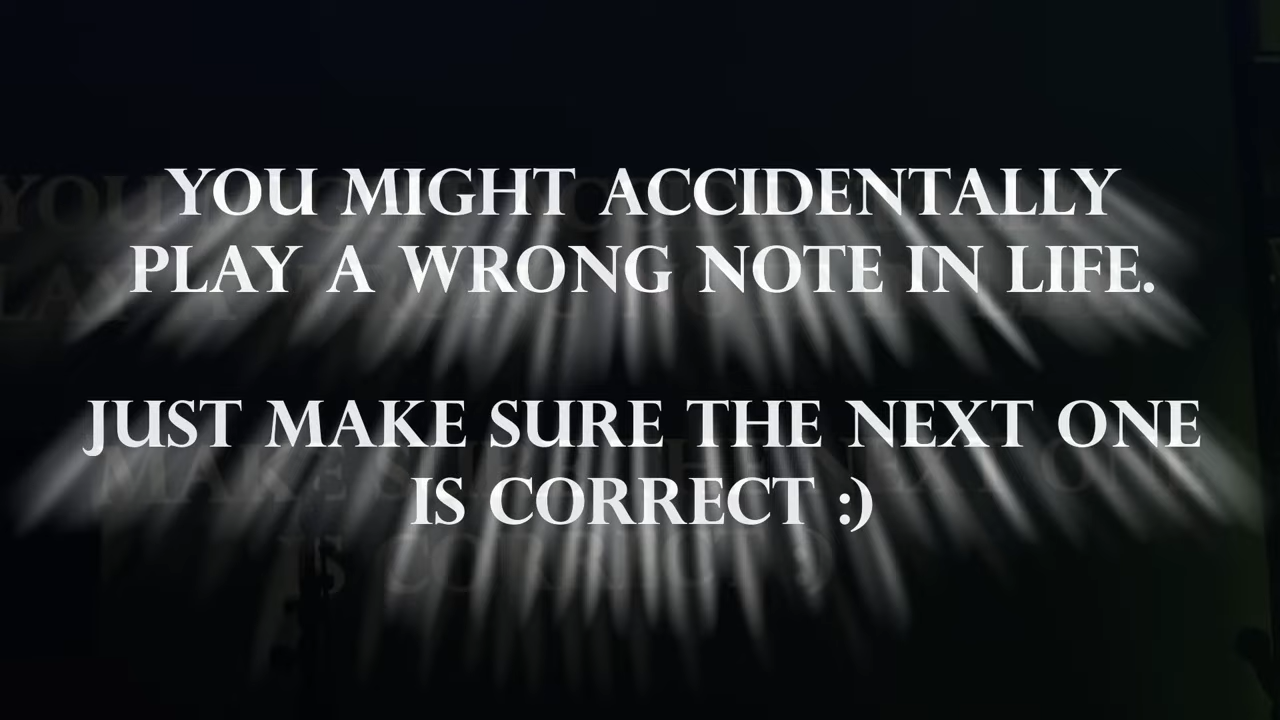 YOU MIGHT ACCIDENTALLY
PLAY A WRONG NOTE IN LIFE.
JUST MAKE SURE THE NEXT ONE
IS CORRECT :)